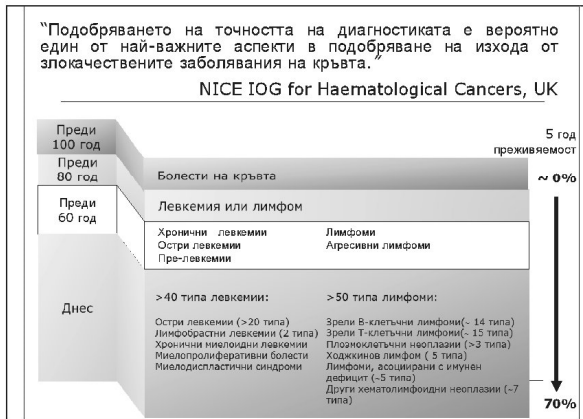 "Подобряването на точността на диагностиката е вероятно
един от най-важните аспекти в подобряване на изхода от
злокачествените заболявания на кръвта."
NICE IOG for Haematological Cancers, UK
Преди
100 год
5 год
преживяемост
Преди
80 год
Болести на кръвта
~ 0%
Преди
60 год
Левкемия или лимфом
Хронични левкемии
Остри левкемии
Пре-левкемии
Лимфоми
Агресивни лимфоми
Днес
>40 типа левкемии:
Остри левкемии (>20 типа)
Лимфобрастни левкемии (2 типа)
Хронични миелоидни левкемии
Миелопролиферативни болести
Миелодиспластични синдроми
>50 типа лимфоми:
Зрели В-клетъчни лимфоми(~ 14 типа)
Зрели Т-клетъчни лимфоми(~ 15 типа)
Плозмоклетъчни неоплазии (>3 типа)
Ходжкинов лимфом ( 5 типа)
Лимфоми, асоциирани с имунен
дефицит (~5 типа)
Други хематолимфоидни неоплазии (~7
типа)
70%